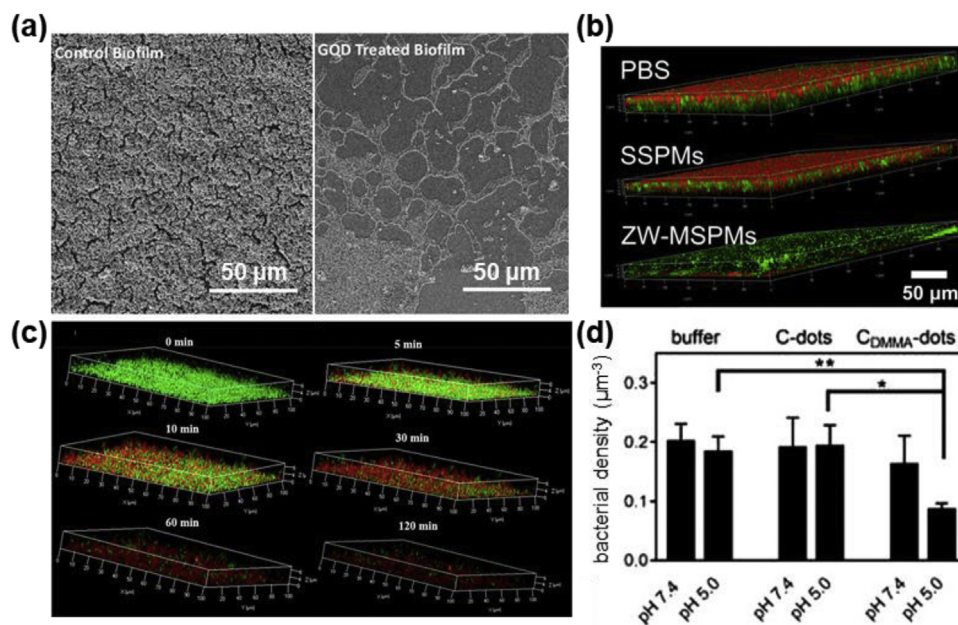 (a)
Control Biofilm
50 μm
GQD Treated Biofilm
50 μm
(b)
PBS
SSPMs
ZW-MSPMs
50 μm
(c)
0 min
5 min
10 min
30 min
60 min
120 min
(d)
buffer C-dots C_DMMA-dots
**
*
bacterial density (μm-3)
0.3
0.2
0.1
0.0
pH 7.4 pH 5.0 pH 7.4 pH 5.0 pH 7.4 pH 5.0